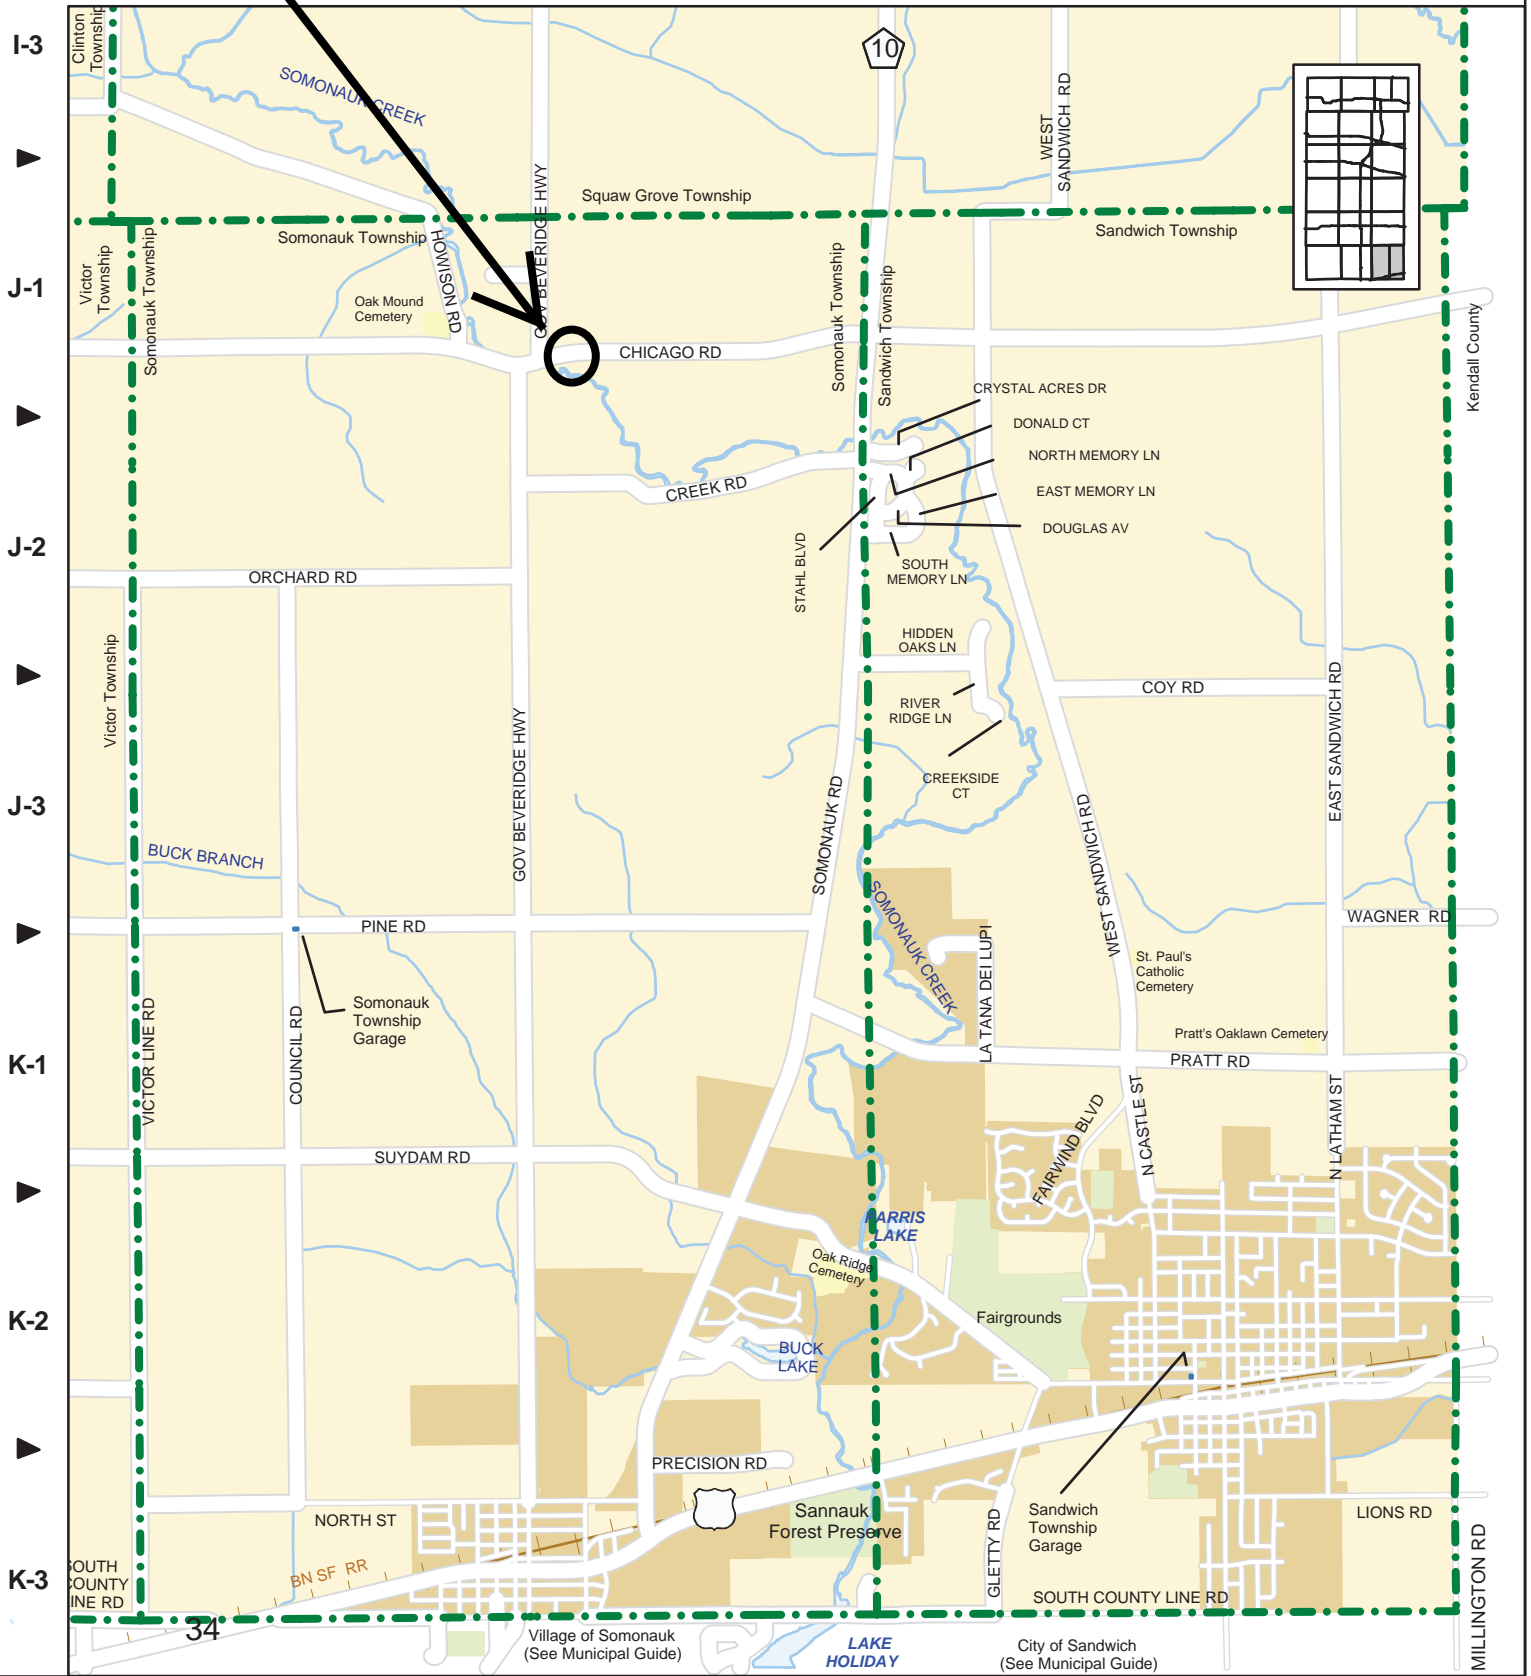 I-3
Clinton
Township
SOMONAUK CREEK
10
WEST
SANDWICH RD
GOV BEVERIDGE HWY
Squaw Grove Township
Somonauk Township
Sandwich Township
HOWISON RD
Victor
Township
Somonauk Township
J-1
Oak Mound
Cemetery
CHICAGO RD
Somonauk Township
Sandwich Township
Kendall County
CRYSTAL ACRES DR
DONALD CT
NORTH MEMORY LN
EAST MEMORY LN
DOUGLAS AV
CREEK RD
STAHL BLVD
SOUTH
MEMORY LN
J-2
ORCHARD RD
HIDDEN
OAKS LN
RIVER
RIDGE LN
COY RD
CREEKSIDE
CT
Victor Township
GOV BEVERIDGE HWY
SOMONAUK RD
WEST SANDWICH RD
EAST SANDWICH RD
J-3
BUCK BRANCH
SOMONAUK CREEK
PINE RD
WAGNER RD
LA TANA DEI LUPI
St. Paul's
Catholic
Cemetery
Somonauk
Township
Garage
VICTOR LINE RD
COUNCIL RD
Pratt's Oaklawn Cemetery
PRATT RD
K-1
FAIRWIND BLVD
N CASTLE ST
N LATHAM ST
SUYDAM RD
HARRIS
LAKE
Oak Ridge
Cemetery
Fairgrounds
K-2
BUCK
LAKE
PRECISION RD
Sannauk
Forest Preserve
NORTH ST
GLETTY RD
Sandwich
Township
Garage
LIONS RD
MILLINGTON RD
K-3
SOUTH
COUNTY
INE RD
BN SF RR
SOUTH COUNTY LINE RD
34
Village of Somonauk
(See Municipal Guide)
LAKE
HOLIDAY
City of Sandwich
(See Municipal Guide)